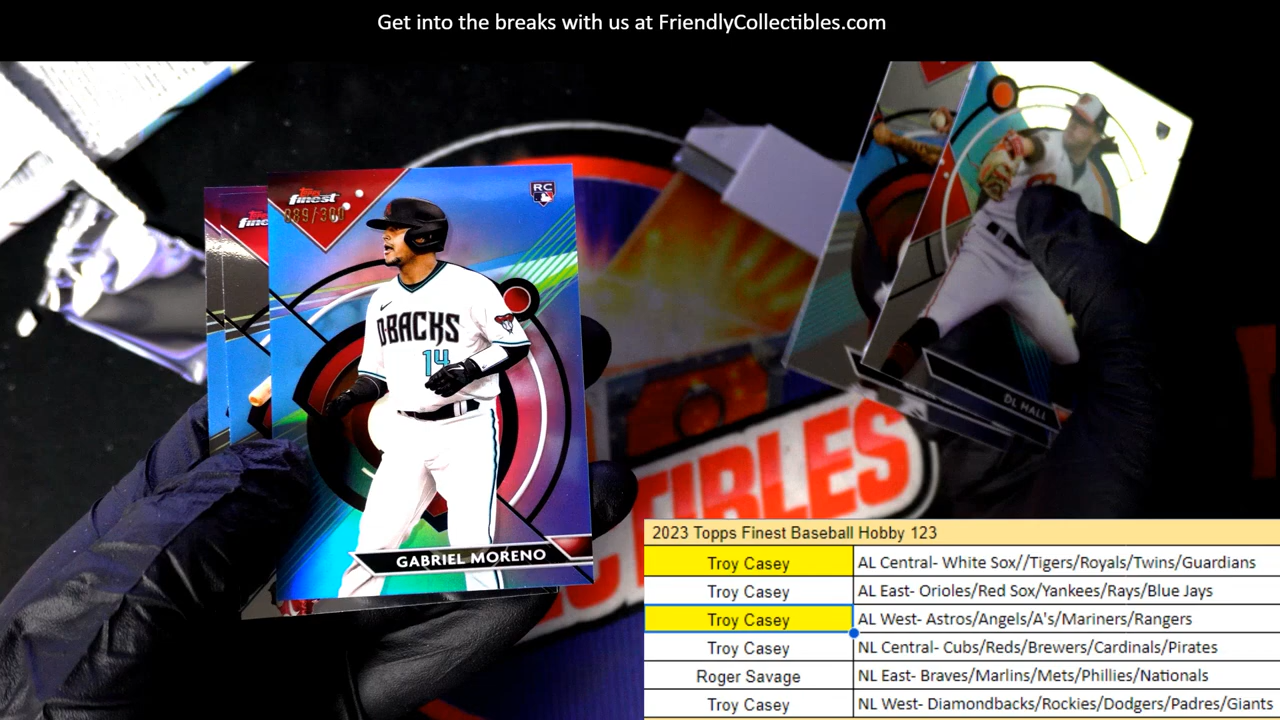 Get into the breaks with us at FriendlyCollectibles.com
Topps
finest
089/300
RC
fine
D-BACKS
14
GABRIEL MORENO
DL HALL
TIBLES
2023 Topps Finest Baseball Hobby 123
Troy Casey AL Central- White Sox//Tigers/Royals/Twins/Guardians
Troy Casey AL East- Orioles/Red Sox/Yankees/Rays/Blue Jays
Troy Casey AL West- Astros/Angels/A's/Mariners/Rangers
Troy Casey NL Central- Cubs/Reds/Brewers/Cardinals/Pirates
Roger Savage NL East- Braves/Marlins/Mets/Phillies/Nationals
Troy Casey NL West- Diamondbacks/Rockies/Dodgers/Padres/Giants